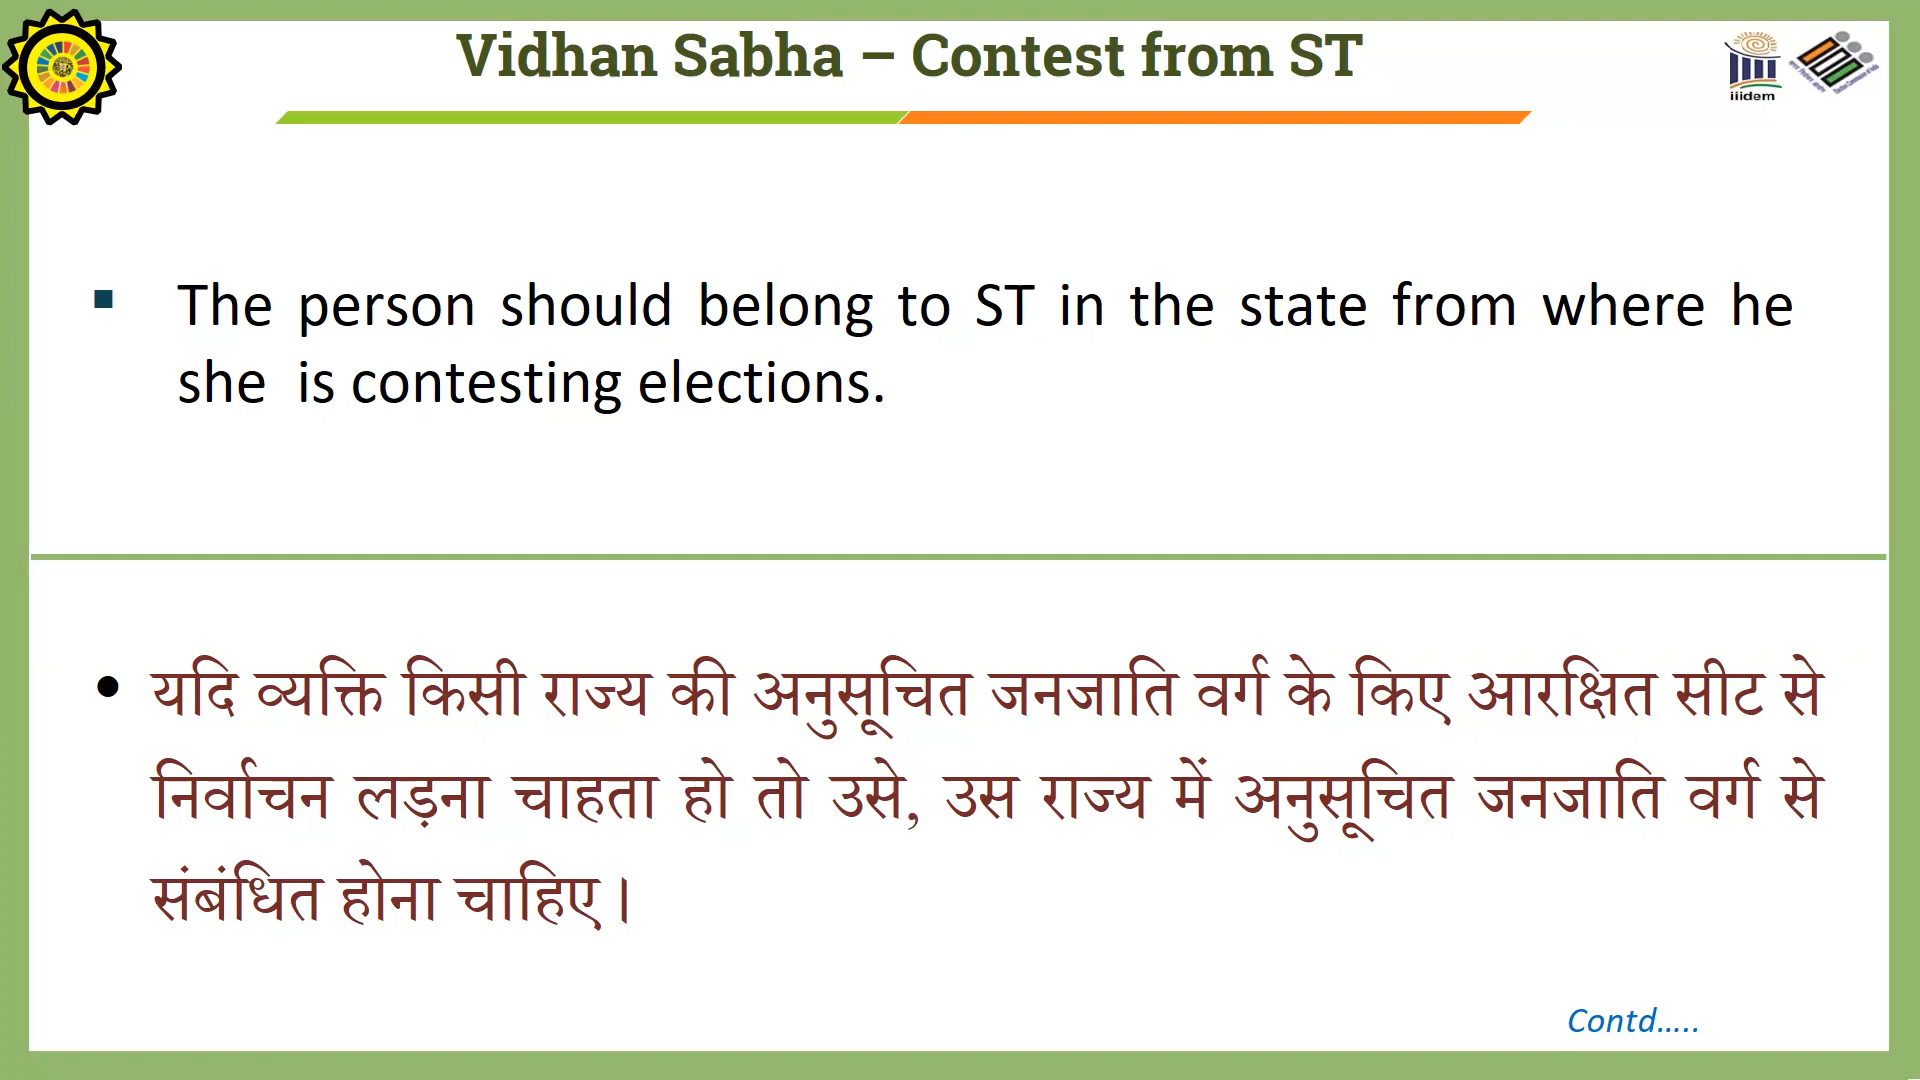 Vidhan Sabha – Contest from ST
iiidem
▪ The person should belong to ST in the state from where he
she is contesting elections.
• यदि व्यक्ति किसी राज्य की अनुसूचित जनजाति वर्ग के किए आरक्षित सीट से
निर्वाचन लड़ना चाहता हो तो उसे, उस राज्य में अनुसूचित जनजाति वर्ग से
संबंधित होना चाहिए।
Contd.....